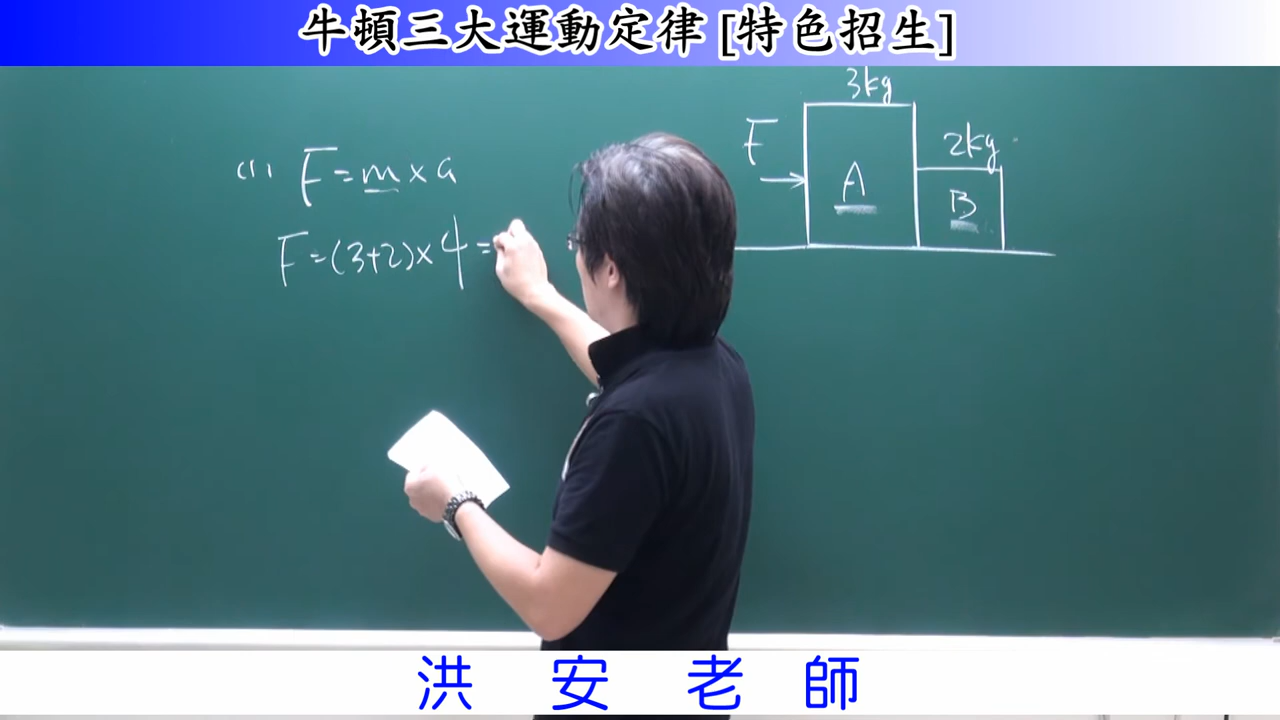 牛頓三大運動定律 [特色招生]
(1) F=m×a
F=(3+2)×4=
3kg
2kg
F
A
B
洪安老師